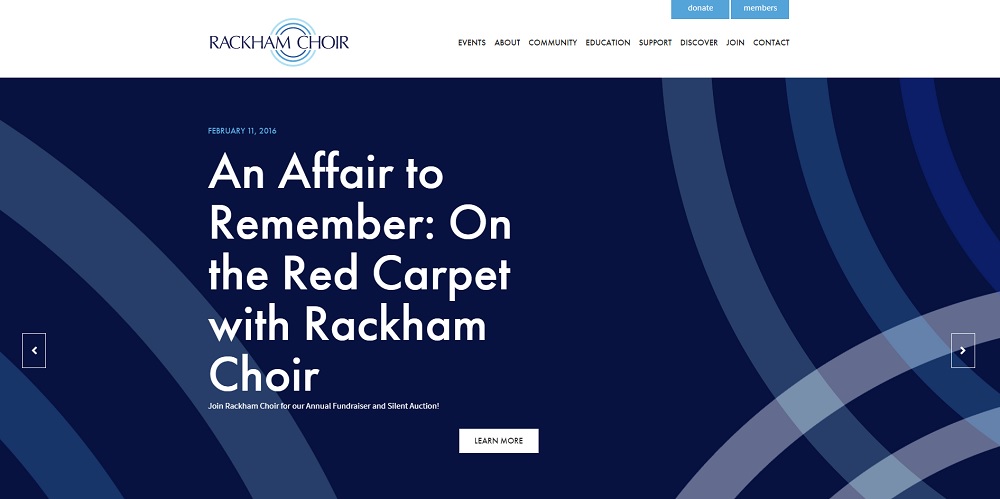 donate members
RACKHAM CHOIR
EVENTS ABOUT COMMUNITY EDUCATION SUPPORT DISCOVER JOIN CONTACT
FEBRUARY 11, 2016
An Affair to
Remember: On
the Red Carpet
with Rackham
Choir
Join Rackham Choir for our Annual Fundraiser and Silent Auction!
LEARN MORE